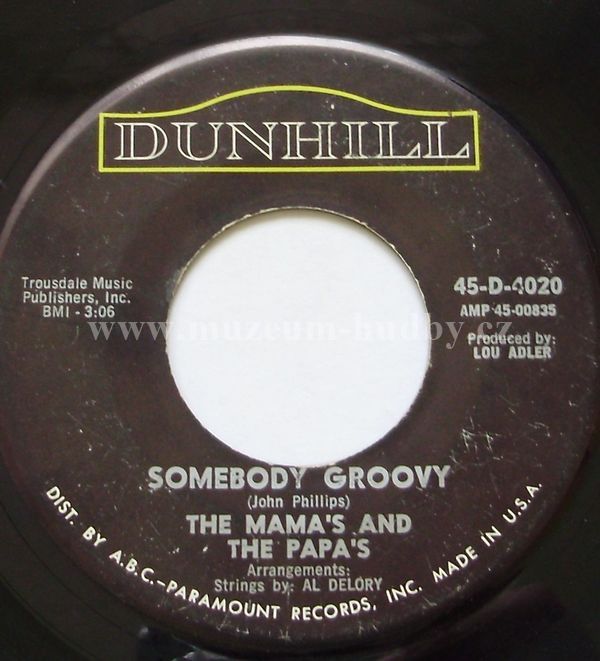 DUNHILL
Trousdale Music
Publishers, Inc.
BMI - 3:06
45-D-4020
AMP 45-00835
Produced by:
LOU ADLER
www.muzeum-hudby.cz
SOMEBODY GROOVY
(John Phillips)
THE MAMA'S AND
THE PAPA'S
Arrangements:
Strings by: AL DELORY
DIST. BY A.B.C.-PARAMOUNT RECORDS, INC. MADE IN U.S.A.